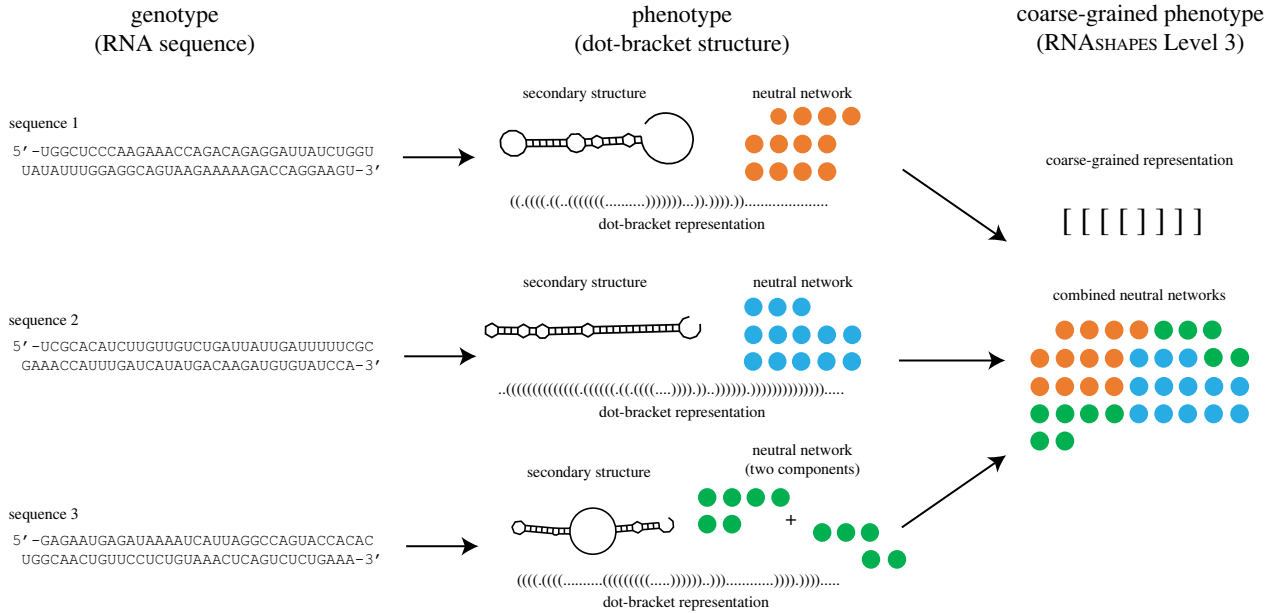 genotype
(RNA sequence)
phenotype
(dot-bracket structure)
coarse-grained phenotype
(RNASHAPES Level 3)
sequence 1
5′-UGGCUCCCAAGAAACCAGACAGAGGAUUAUCUGGU
UAUAUUUGGAGGCAGUAAGAAAAAGACCAGGAAGU-3′
secondary structure
neutral network
((.((((.((..(((((((..........)))))))...)).)))).)).....................
dot-bracket representation
sequence 2
5′-UCGCACAUCUUGUUGUCUGAUUAUUGAUUUUUCGC
GAAACCAUUUGAUCAUAUGACAAGAUGUGUAUCCA-3′
secondary structure
neutral network
..((((((((((((((.((((((.((.((((....)))).))..)))))).)))))))))))))).....
dot-bracket representation
sequence 3
5′-GAGAAUGAGAUAAAAUCAUUAGGCCAGUACCACAC
UGGCAACUGUUCCUCUGUAAACUCAGUCUCUGAAA-3′
secondary structure
neutral network
(two components)
+
((((.((((..........(((((((((.....))))))..)))............)))).)))).....
dot-bracket representation
coarse-grained representation
[ [ [ [ ] ] ] ]
combined neutral networks